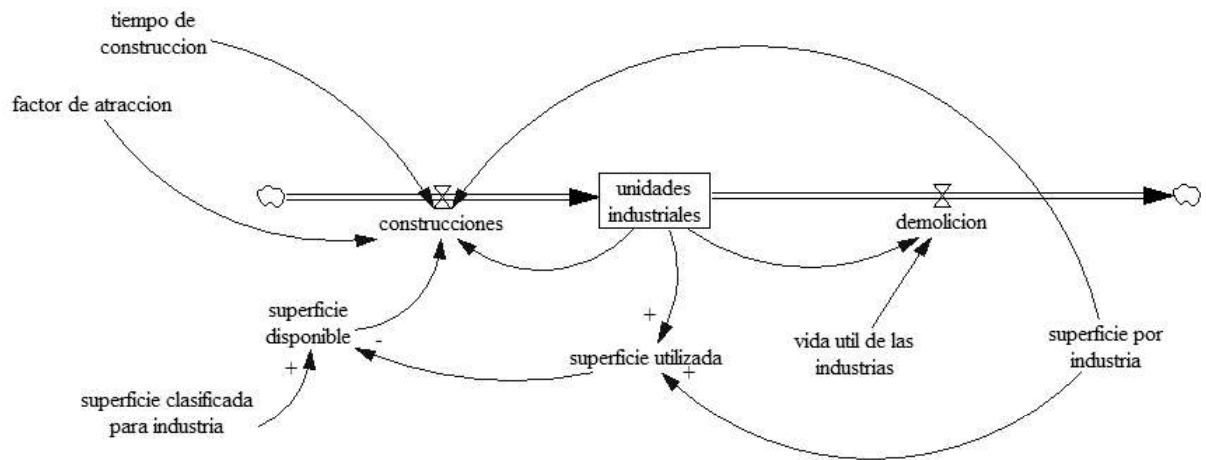 tiempo de
construccion
factor de atraccion
unidades
industriales
construcciones
demolicion
superficie
disponible
+
-
+
superficie utilizada
+
vida util de las
industrias
superficie por
industria
superficie clasificada
para industria